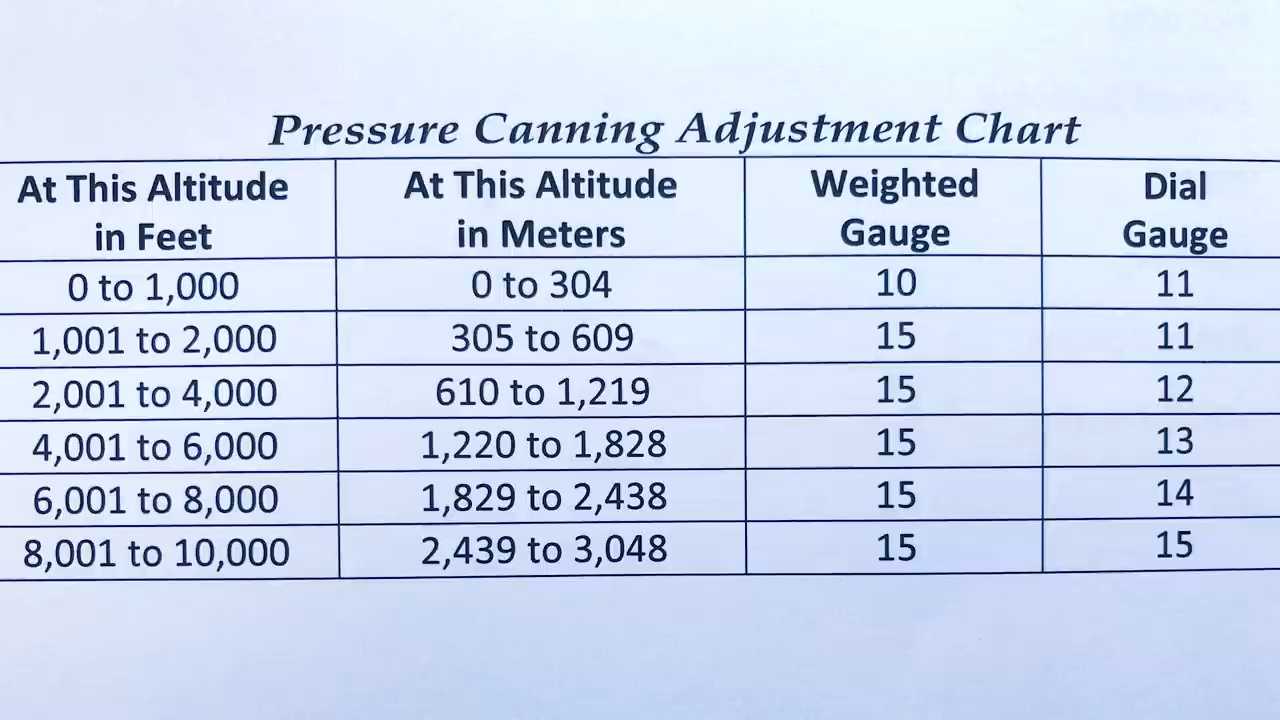 Pressure Canning Adjustment Chart
At This Altitude in Feet At This Altitude in Meters Weighted Gauge Dial Gauge
0 to 1,000 0 to 304 10 11
1,001 to 2,000 305 to 609 15 11
2,001 to 4,000 610 to 1,219 15 12
4,001 to 6,000 1,220 to 1,828 15 13
6,001 to 8,000 1,829 to 2,438 15 14
8,001 to 10,000 2,439 to 3,048 15 15